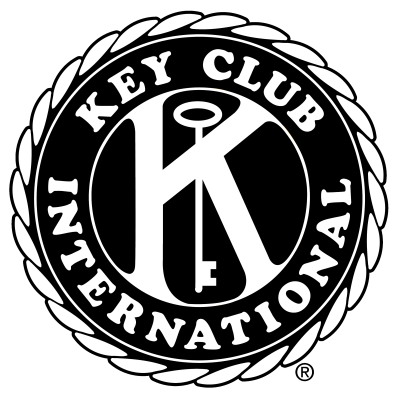 KEY CLUB
K
INTERNATIONAL
®